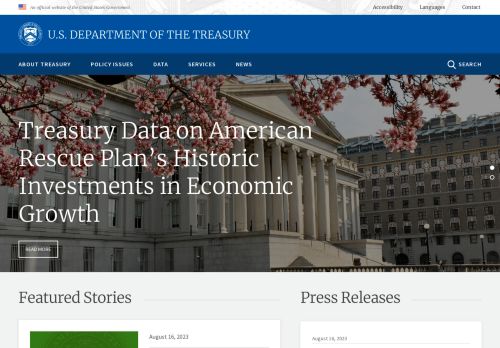 An official website of the United States Government
Accessibility Languages Contact
U.S. DEPARTMENT OF THE TREASURY
ABOUT TREASURY POLICY ISSUES DATA SERVICES NEWS SEARCH
Treasury Data on American
Rescue Plan’s Historic
Investments in Economic
Growth
READ MORE
Featured Stories
Press Releases
August 16, 2023
August 16, 2023